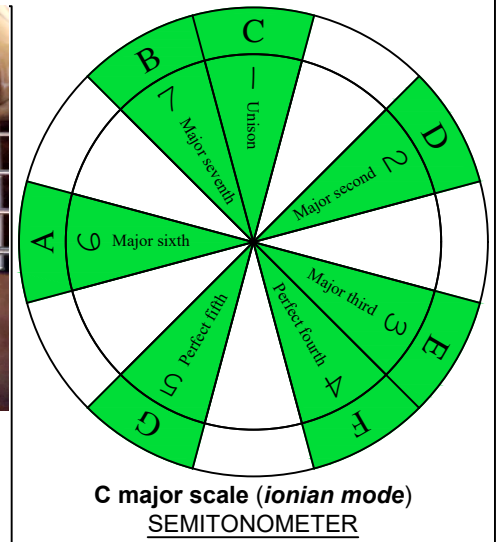 C
1
Unison
D
2
Major second
E
3
Major third
F
4
Perfect fourth
G
5
Perfect fifth
A
6
Major sixth
B
7
Major seventh
C major scale (ionian mode)
SEMITONOMETER